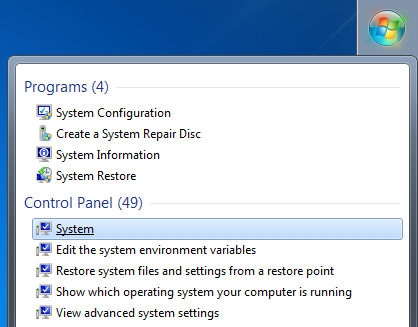 Programs (4)
System Configuration
Create a System Repair Disc
System Information
System Restore
Control Panel (49)
System
Edit the system environment variables
Restore system files and settings from a restore point
Show which operating system your computer is running
View advanced system settings